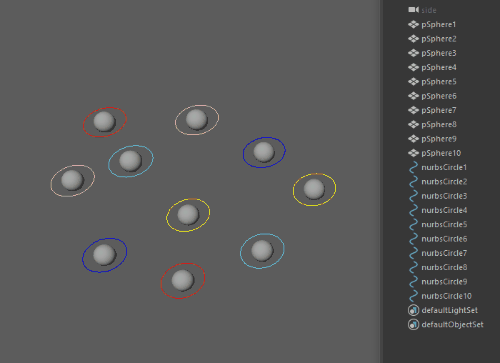 side
pSphere1
pSphere2
pSphere3
pSphere4
pSphere5
pSphere6
pSphere7
pSphere8
pSphere9
pSphere10
nurbsCircle1
nurbsCircle2
nurbsCircle3
nurbsCircle4
nurbsCircle5
nurbsCircle6
nurbsCircle7
nurbsCircle8
nurbsCircle9
nurbsCircle10
defaultLightSet
defaultObjectSet